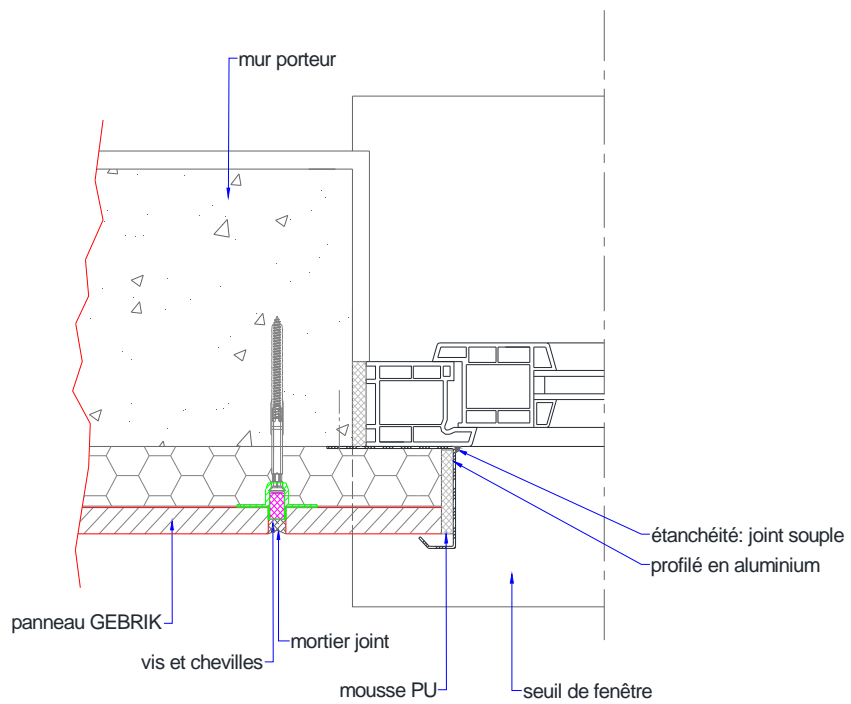 mur porteur
étanchéité: joint souple
profilé en aluminium
panneau GEBRIK
mortier joint
vis et chevilles
mousse PU
seuil de fenêtre